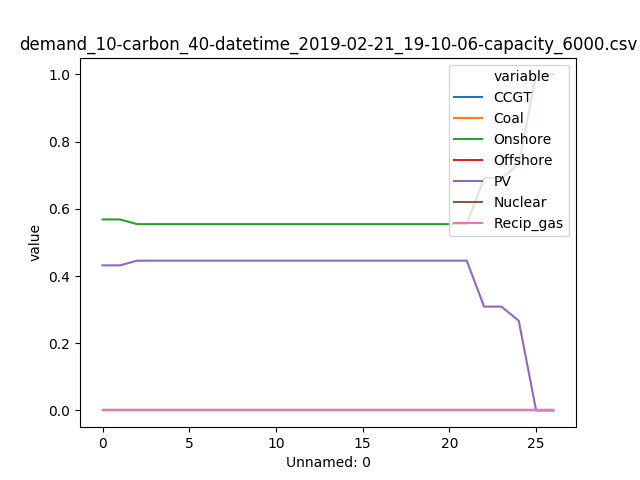 demand_10-carbon_40-datetime_2019-02-21_19-10-06-capacity_6000.csv
1.0
0.8
0.6
0.4
0.2
0.0
value
variable
CCGT
Coal
Onshore
Offshore
PV
Nuclear
Recip_gas
0 5 10 15 20 25
Unnamed: 0